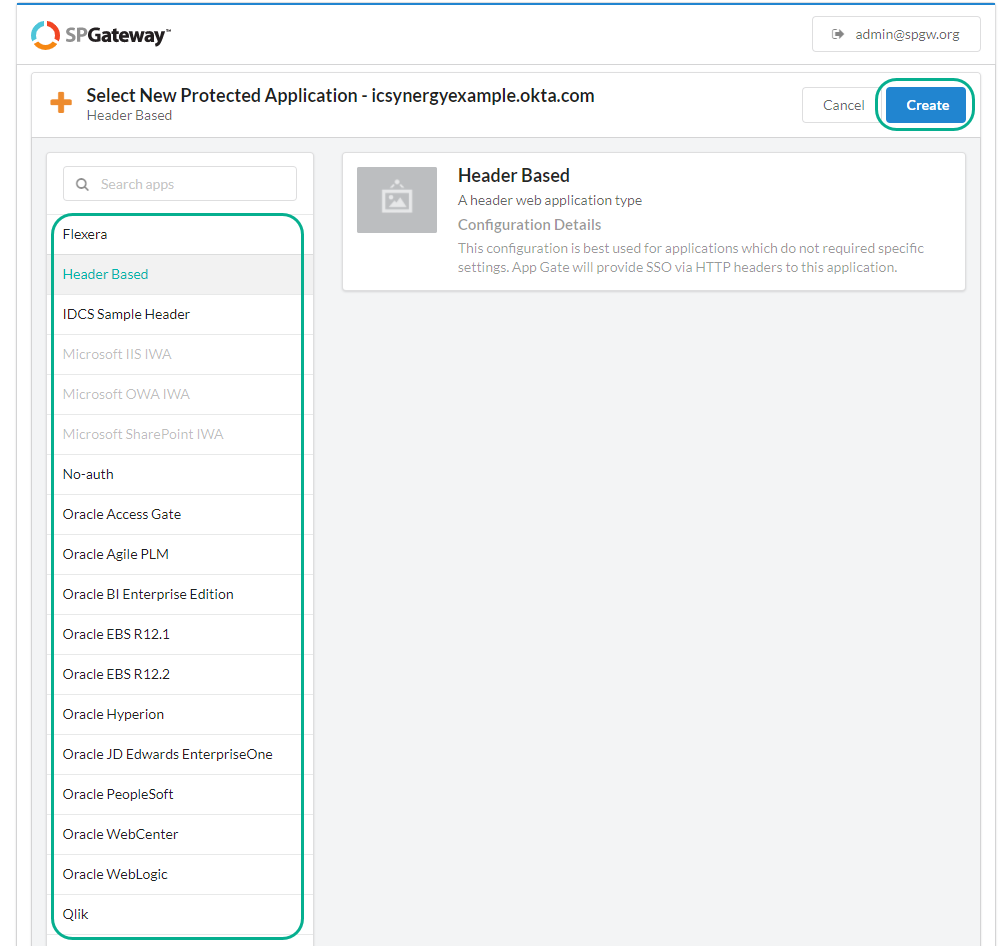 SPGateway™
admin@spgw.org
Select New Protected Application - icsynergyexample.okta.com
Header Based
Cancel
Create
Search apps
Flexera
Header Based
IDCS Sample Header
Microsoft IIS IWA
Microsoft OWA IWA
Microsoft SharePoint IWA
No-auth
Oracle Access Gate
Oracle Agile PLM
Oracle BI Enterprise Edition
Oracle EBS R12.1
Oracle EBS R12.2
Oracle Hyperion
Oracle JD Edwards EnterpriseOne
Oracle PeopleSoft
Oracle WebCenter
Oracle WebLogic
Qlik
Header Based
A header web application type
Configuration Details
This configuration is best used for applications which do not required specific
settings. App Gate will provide SSO via HTTP headers to this application.